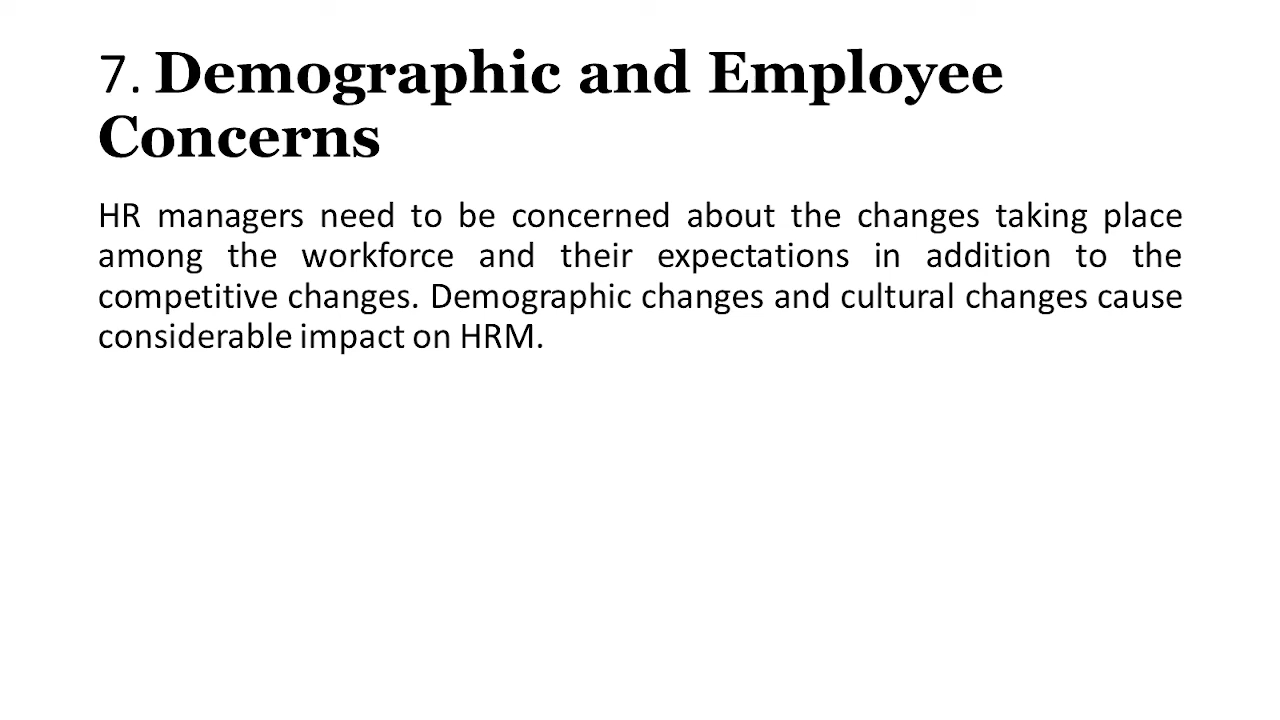 7. Demographic and Employee
Concerns
HR managers need to be concerned about the changes taking place
among the workforce and their expectations in addition to the
competitive changes. Demographic changes and cultural changes cause
considerable impact on HRM.